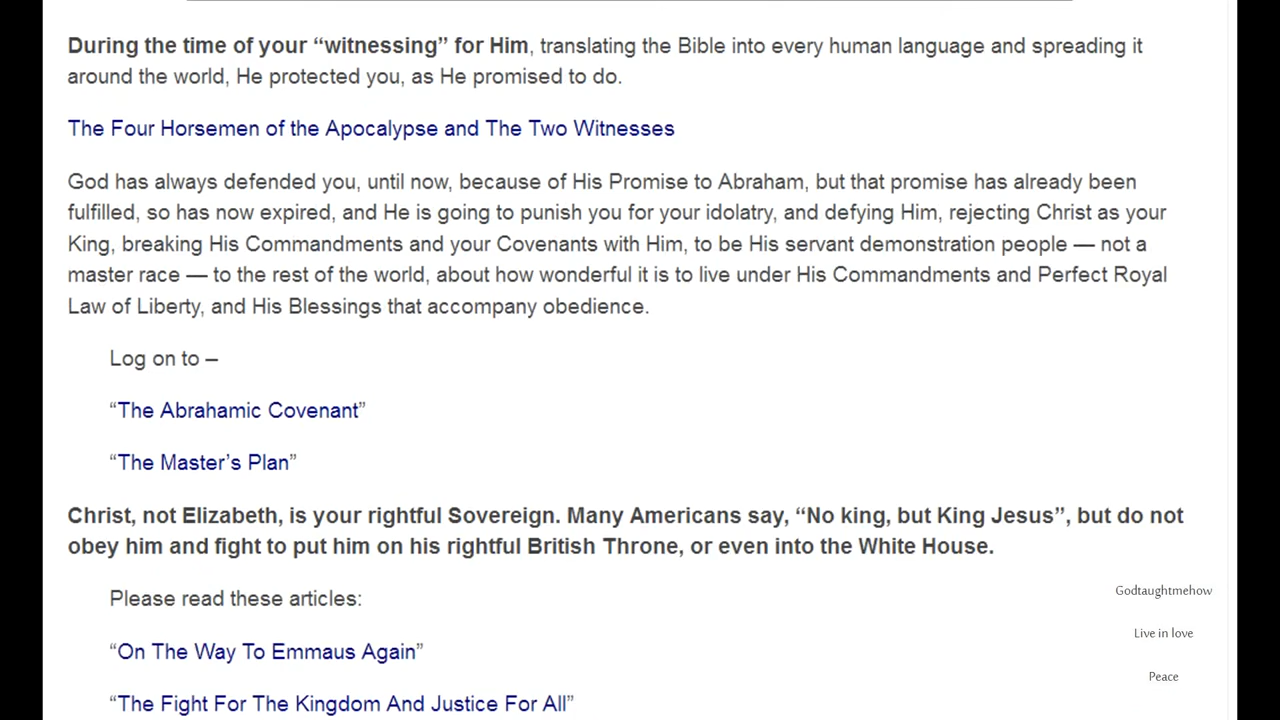 During the time of your “witnessing” for Him, translating the Bible into every human language and spreading it
around the world, He protected you, as He promised to do.
The Four Horsemen of the Apocalypse and The Two Witnesses
God has always defended you, until now, because of His Promise to Abraham, but that promise has already been
fulfilled, so has now expired, and He is going to punish you for your idolatry, and defying Him, rejecting Christ as your
King, breaking His Commandments and your Covenants with Him, to be His servant demonstration people — not a
master race — to the rest of the world, about how wonderful it is to live under His Commandments and Perfect Royal
Law of Liberty, and His Blessings that accompany obedience.
Log on to –
“The Abrahamic Covenant”
“The Master’s Plan”
Christ, not Elizabeth, is your rightful Sovereign. Many Americans say, “No king, but King Jesus”, but do not
obey him and fight to put him on his rightful British Throne, or even into the White House.
Please read these articles:
“On The Way To Emmaus Again”
“The Fight For The Kingdom And Justice For All”
Godtaughtmehow
Live in love
Peace